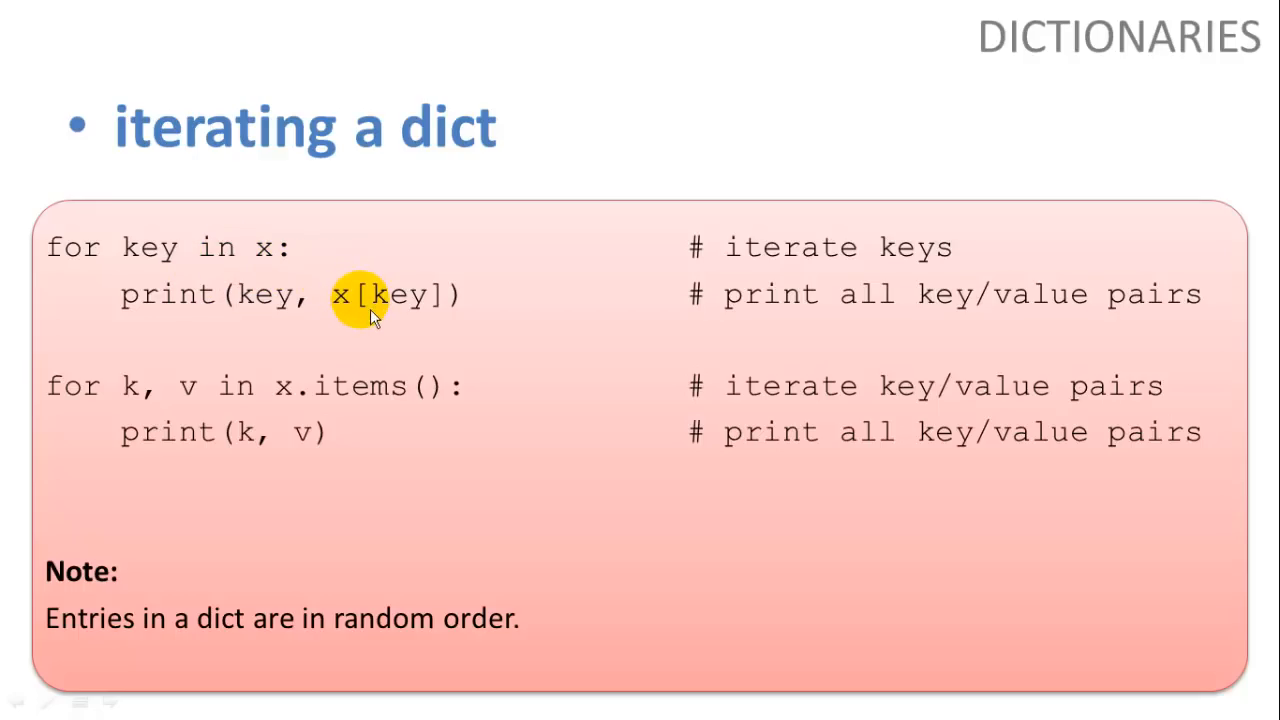 DICTIONARIES
• iterating a dict
for key in x: # iterate keys
    print(key, x[key]) # print all key/value pairs
for k, v in x.items(): # iterate key/value pairs
    print(k, v) # print all key/value pairs
Note:
Entries in a dict are in random order.